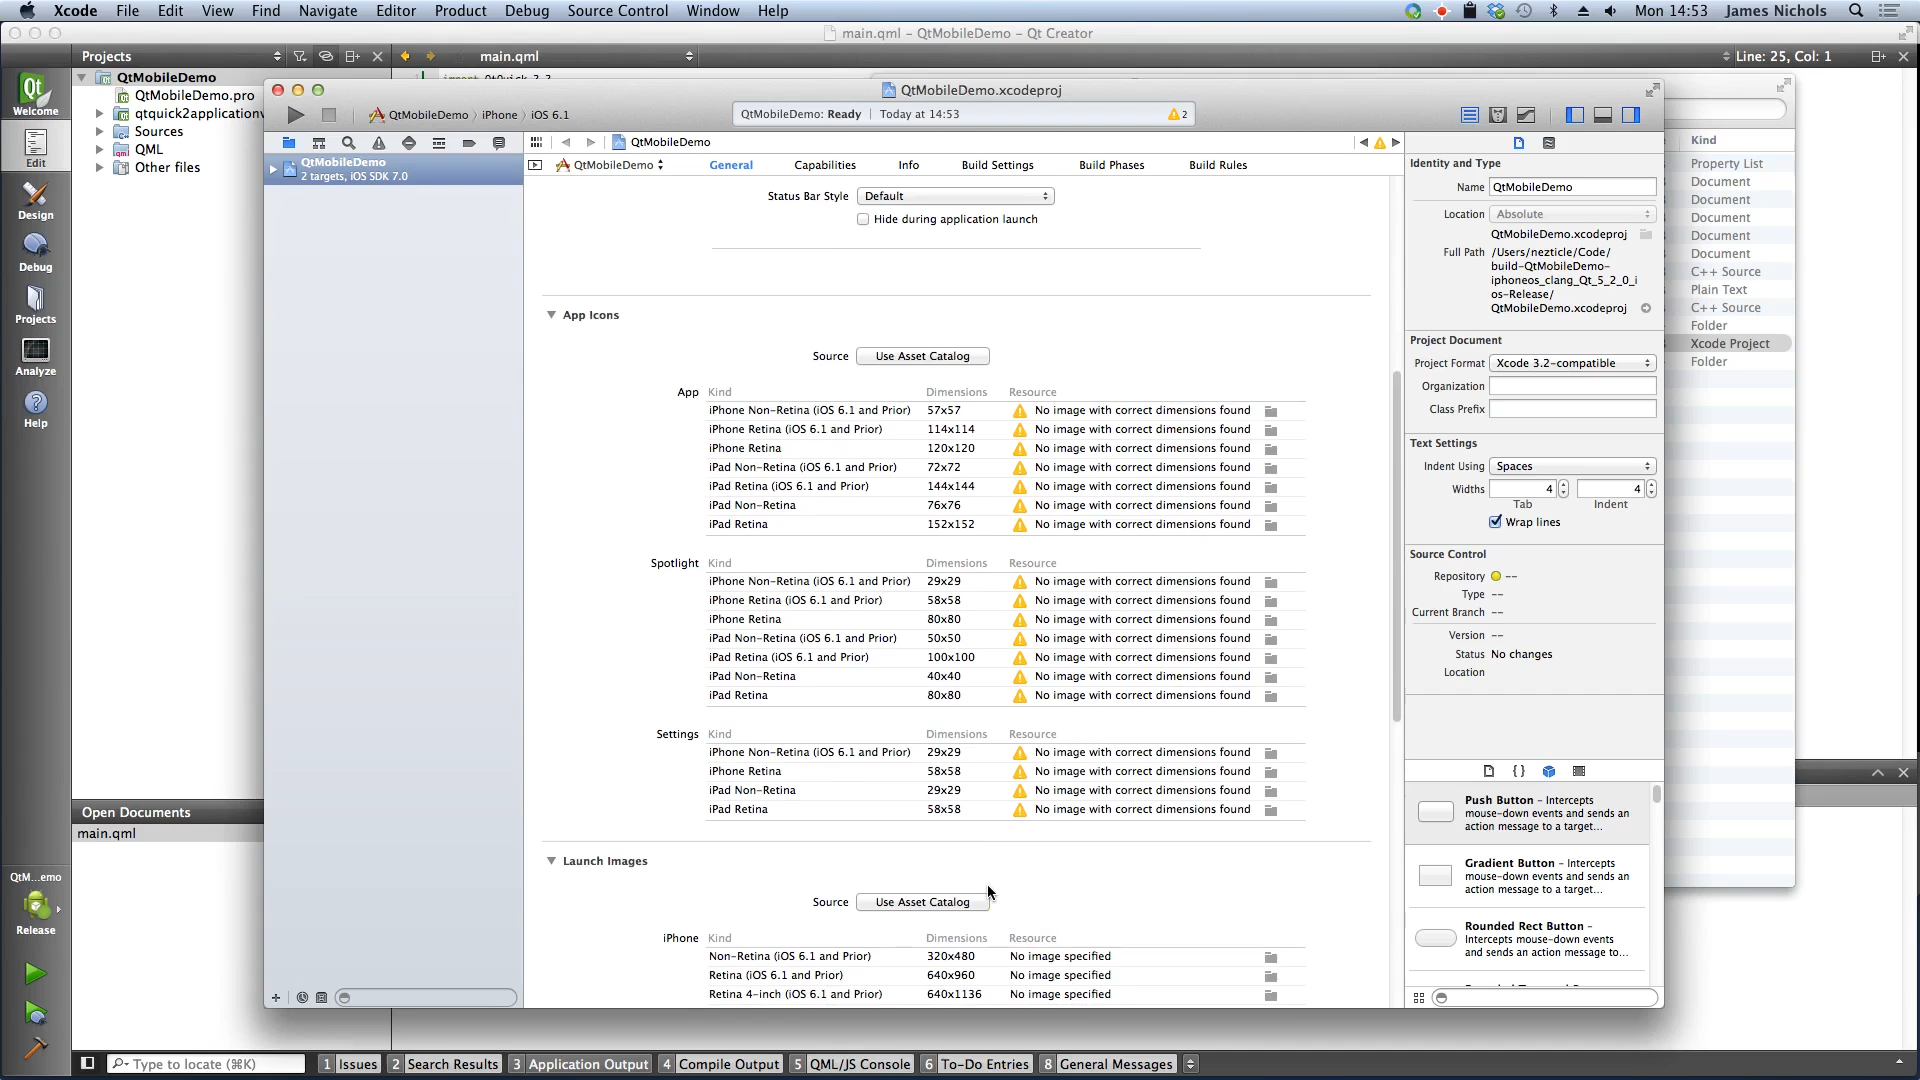 Xcode File Edit View Find Navigate Editor Product Debug Source Control Window Help
Mon 14:53 James Nichols
main.qml – QtMobileDemo – Qt Creator
Projects
main.qml
Line: 25, Col: 1
Welcome
Edit
Design
Debug
Projects
Analyze
Help
QtM...emo
Release
QtMobileDemo
QtMobileDemo.pro
Sources
QML
Other files
Open Documents
main.qml
QtMobileDemo.xcodeproj
QtMobileDemo › iPhone › iOS 6.1
QtMobileDemo: Ready | Today at 14:53
2
QtMobileDemo
2 targets, iOS SDK 7.0
QtMobileDemo
QtMobileDemo
General Capabilities Info Build Settings Build Phases Build Rules
Status Bar Style Default
Hide during application launch
App Icons
Source Use Asset Catalog
App Kind Dimensions Resource
iPhone Non-Retina (iOS 6.1 and Prior) 57x57 No image with correct dimensions found
iPhone Retina (iOS 6.1 and Prior) 114x114 No image with correct dimensions found
iPhone Retina 120x120 No image with correct dimensions found
iPad Non-Retina (iOS 6.1 and Prior) 72x72 No image with correct dimensions found
iPad Retina (iOS 6.1 and Prior) 144x144 No image with correct dimensions found
iPad Non-Retina 76x76 No image with correct dimensions found
iPad Retina 152x152 No image with correct dimensions found
Spotlight Kind Dimensions Resource
iPhone Non-Retina (iOS 6.1 and Prior) 29x29 No image with correct dimensions found
iPhone Retina (iOS 6.1 and Prior) 58x58 No image with correct dimensions found
iPhone Retina 80x80 No image with correct dimensions found
iPad Non-Retina (iOS 6.1 and Prior) 50x50 No image with correct dimensions found
iPad Retina (iOS 6.1 and Prior) 100x100 No image with correct dimensions found
iPad Non-Retina 40x40 No image with correct dimensions found
iPad Retina 80x80 No image with correct dimensions found
Settings Kind Dimensions Resource
iPhone Non-Retina (iOS 6.1 and Prior) 29x29 No image with correct dimensions found
iPhone Retina 58x58 No image with correct dimensions found
iPad Non-Retina 29x29 No image with correct dimensions found
iPad Retina 58x58 No image with correct dimensions found
Launch Images
Source Use Asset Catalog
iPhone Kind Dimensions Resource
Non-Retina (iOS 6.1 and Prior) 320x480 No image specified
Retina (iOS 6.1 and Prior) 640x960 No image specified
Retina 4-inch (iOS 6.1 and Prior) 640x1136 No image specified
Identity and Type
Name QtMobileDemo
Location Absolute
QtMobileDemo.xcodeproj
Full Path /Users/nezticle/Code/
build-QtMobileDemo-
iphoneos_clang_Qt_5_2_0_i
os-Release/
QtMobileDemo.xcodeproj
Project Document
Project Format Xcode 3.2-compatible
Organization
Class Prefix
Text Settings
Indent Using Spaces
Widths 4 4
Tab Indent
Wrap lines
Source Control
Repository --
Type --
Current Branch --
Version --
Status No changes
Location
{ }
Push Button – Intercepts
mouse-down events and sends an
action message to a target...
Gradient Button – Intercepts
mouse-down events and sends an
action message to a target...
Rounded Rect Button –
Intercepts mouse-down events
and sends an action message to...
Kind
Property List
Document
Document
Document
Document
Document
C++ Source
Plain Text
C++ Source
Folder
Xcode Project
Folder
Type to locate (⌘K)
1 Issues 2 Search Results 3 Application Output 4 Compile Output 5 QML/JS Console 6 To-Do Entries 8 General Messages